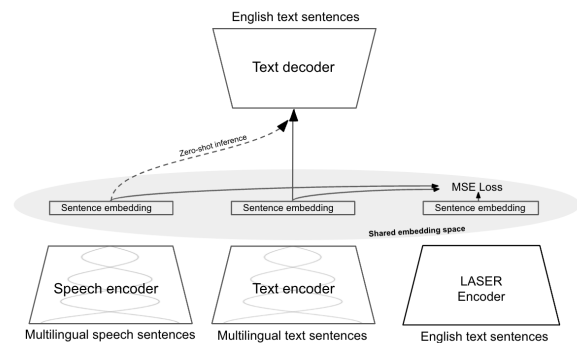 English text sentences
Text decoder
Zero-shot inference
MSE Loss
Sentence embedding
Sentence embedding
Sentence embedding
Shared embedding space
Speech encoder
Text encoder
LASER
Encoder
Multilingual speech sentences
Multilingual text sentences
English text sentences